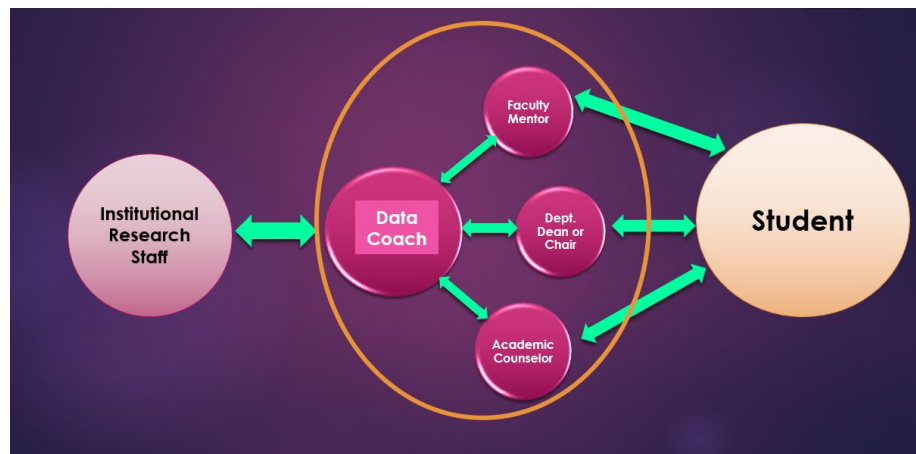 Institutional
Research
Staff
Data
Coach
Faculty
Mentor
Dept.
Dean or
Chair
Academic
Counselor
Student